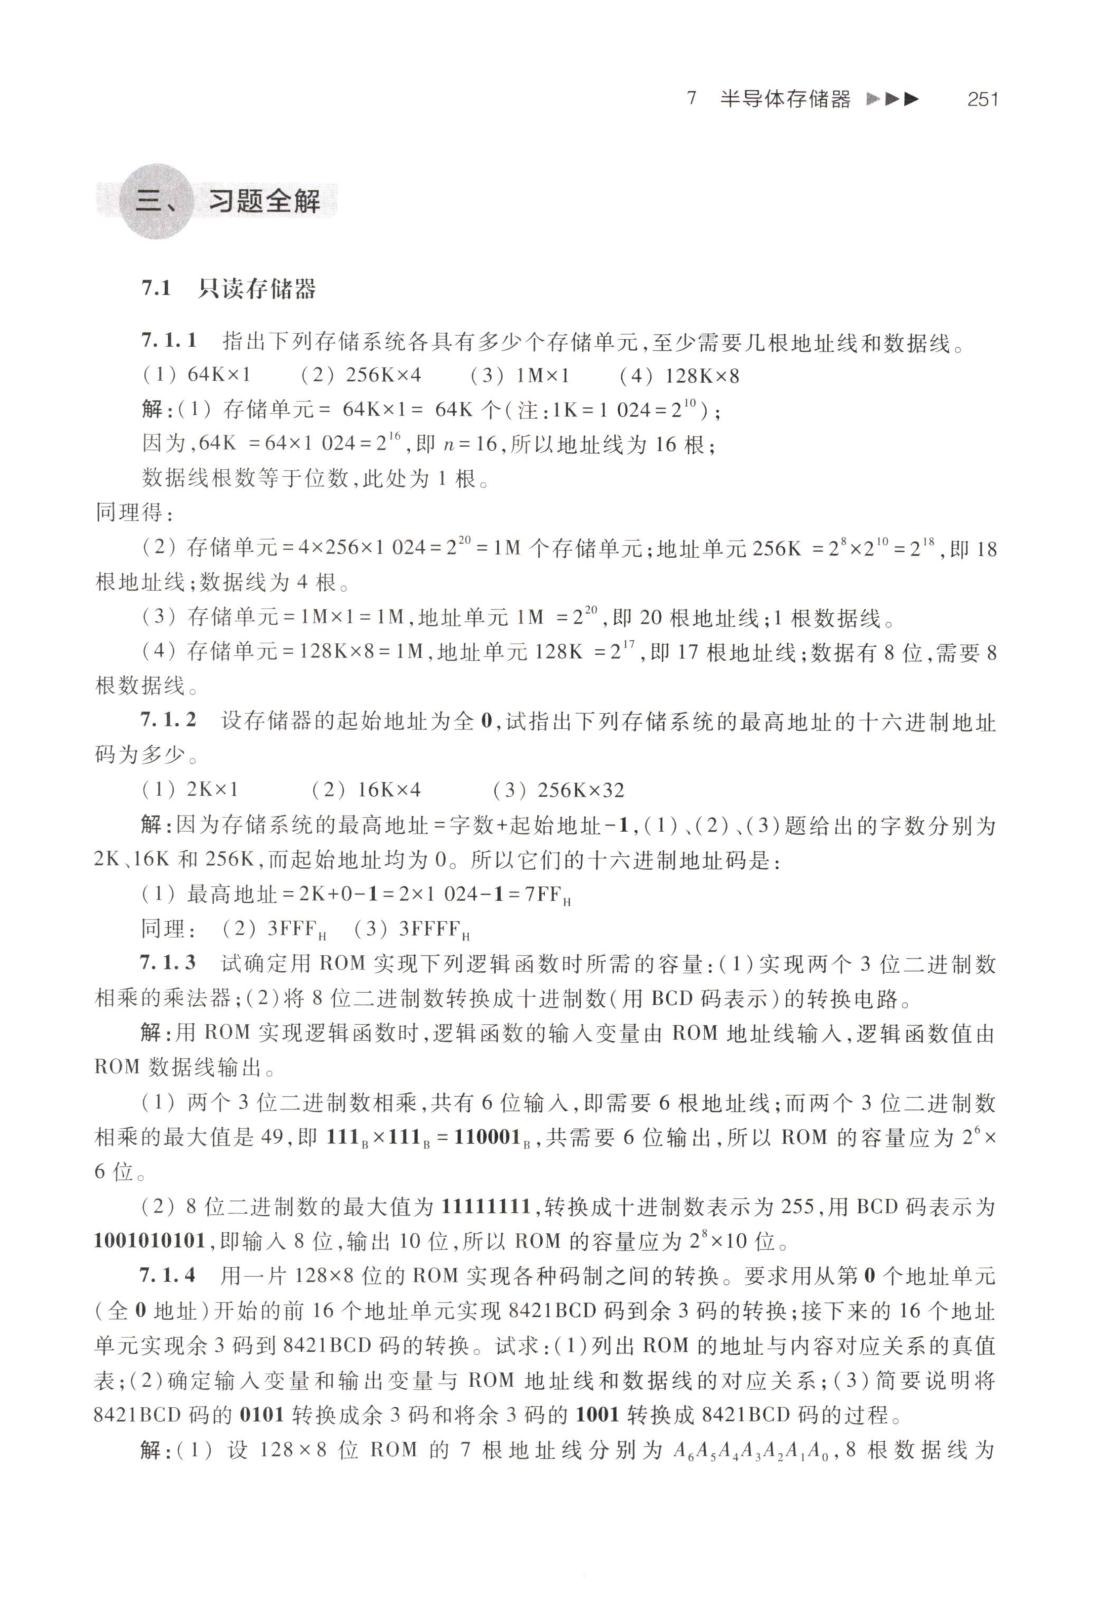 7 半导体存储器 ▶▶▶ 251
三、 习题全解
7.1 只读存储器
7.1.1 指出下列存储系统各具有多少个存储单元,至少需要几根地址线和数据线。
(1) 64K×1 (2) 256K×4 (3) 1M×1 (4) 128K×8
解:(1) 存储单元= 64K×1= 64K 个(注:1K=1 024=2¹⁰);
因为,64K =64×1 024=2¹⁶,即 n=16,所以地址线为 16 根;
数据线根数等于位数,此处为 1 根。
同理得:
(2) 存储单元=4×256×1 024=2²⁰=1M 个存储单元;地址单元 256K =2⁸×2¹⁰=2¹⁸,即 18
根地址线;数据线为 4 根。
(3) 存储单元=1M×1=1M,地址单元 1M =2²⁰,即 20 根地址线;1 根数据线。
(4) 存储单元=128K×8=1M,地址单元 128K =2¹⁷,即 17 根地址线;数据有 8 位,需要 8
根数据线。
7.1.2 设存储器的起始地址为全 0,试指出下列存储系统的最高地址的十六进制地址
码为多少。
(1) 2K×1 (2) 16K×4 (3) 256K×32
解:因为存储系统的最高地址=字数+起始地址-1,(1)、(2)、(3)题给出的字数分别为
2K、16K 和 256K,而起始地址均为 0。所以它们的十六进制地址码是:
(1) 最高地址=2K+0-1=2×1 024-1=7FF_H
同理: (2) 3FFF_H (3) 3FFFF_H
7.1.3 试确定用 ROM 实现下列逻辑函数时所需的容量:(1)实现两个 3 位二进制数
相乘的乘法器;(2)将 8 位二进制数转换成十进制数(用 BCD 码表示)的转换电路。
解:用 ROM 实现逻辑函数时,逻辑函数的输入变量由 ROM 地址线输入,逻辑函数值由
ROM 数据线输出。
(1) 两个 3 位二进制数相乘,共有 6 位输入,即需要 6 根地址线;而两个 3 位二进制数
相乘的最大值是 49,即 111_B×111_B=110001_B,共需要 6 位输出,所以 ROM 的容量应为 2⁶×
6 位。
(2) 8 位二进制数的最大值为 11111111,转换成十进制数表示为 255,用 BCD 码表示为
1001010101,即输入 8 位,输出 10 位,所以 ROM 的容量应为 2⁸×10 位。
7.1.4 用一片 128×8 位的 ROM 实现各种码制之间的转换。要求用从第 0 个地址单元
(全 0 地址)开始的前 16 个地址单元实现 8421BCD 码到余 3 码的转换;接下来的 16 个地址
单元实现余 3 码到 8421BCD 码的转换。试求:(1)列出 ROM 的地址与内容对应关系的真值
表;(2)确定输入变量和输出变量与 ROM 地址线和数据线的对应关系;(3)简要说明将
8421BCD 码的 0101 转换成余 3 码和将余 3 码的 1001 转换成 8421BCD 码的过程。
解:(1) 设 128×8 位 ROM 的 7 根地址线分别为 A₆A₅A₄A₃A₂A₁A₀,8 根数据线为